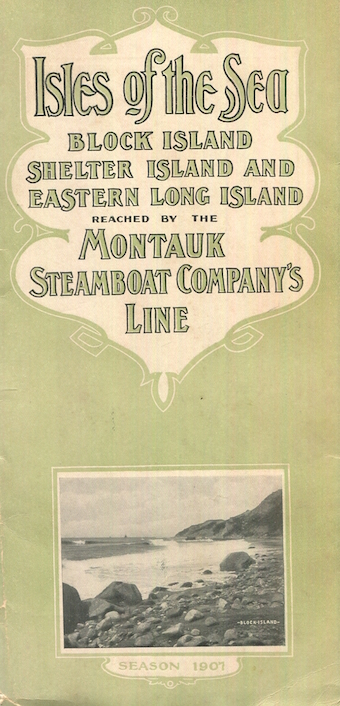 Isles of the Sea
BLOCK ISLAND
SHELTER ISLAND AND
EASTERN LONG ISLAND
REACHED BY THE
MONTAUK
STEAMBOAT COMPANY'S
LINE
-BLOCK-ISLAND-
SEASON 1907